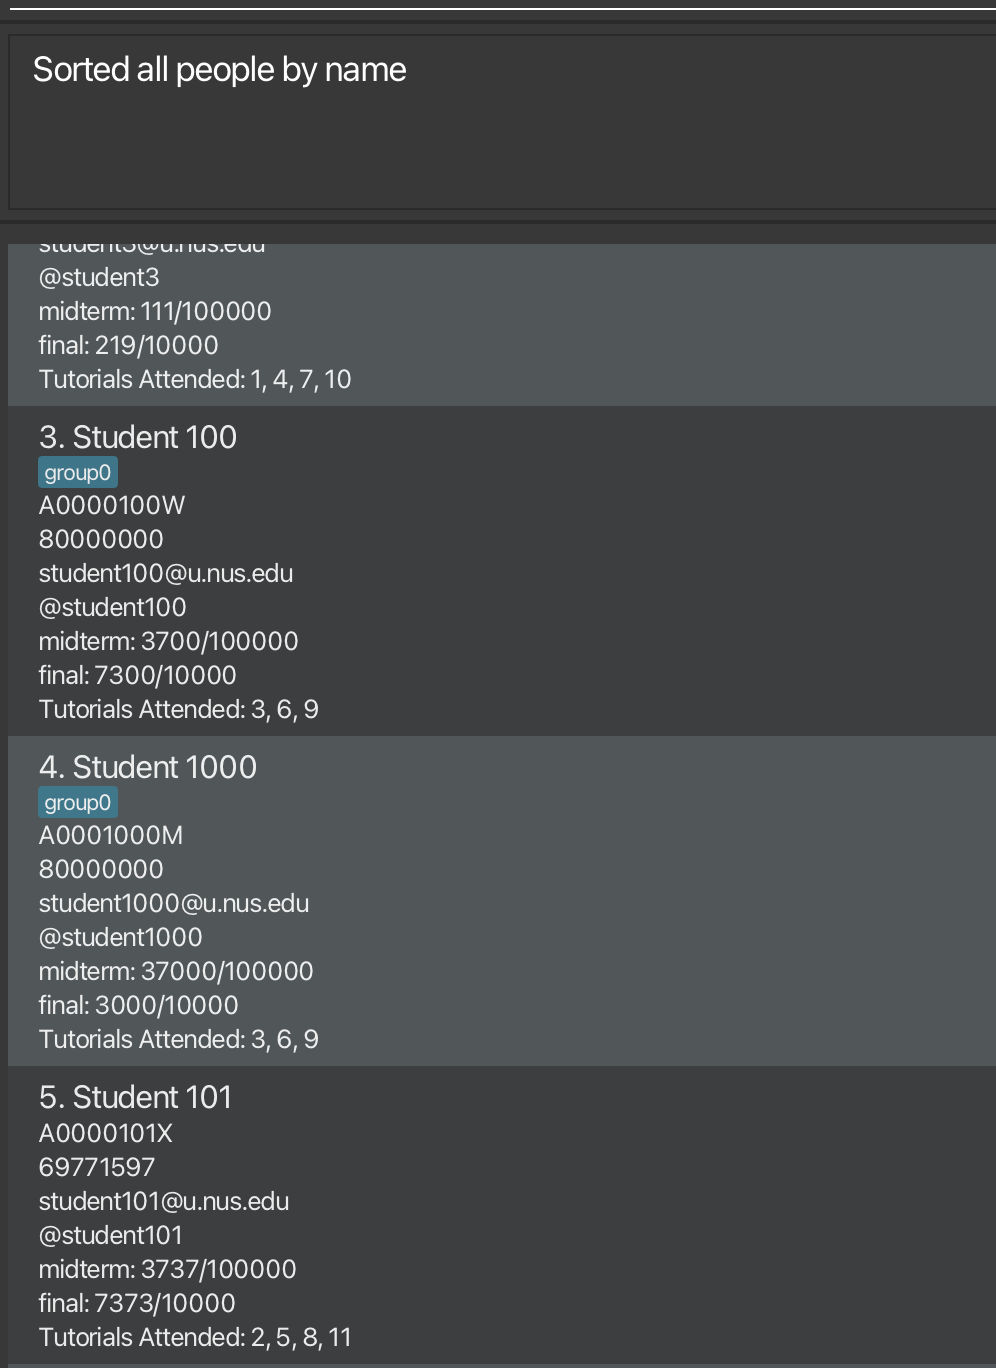 Sorted all people by name
student3@u.nus.edu
@student3
midterm: 111/100000
final: 219/10000
Tutorials Attended: 1, 4, 7, 10
3. Student 100
group0
A0000100W
80000000
student100@u.nus.edu
@student100
midterm: 3700/100000
final: 7300/10000
Tutorials Attended: 3, 6, 9
4. Student 1000
group0
A0001000M
80000000
student1000@u.nus.edu
@student1000
midterm: 37000/100000
final: 3000/10000
Tutorials Attended: 3, 6, 9
5. Student 101
A0000101X
69771597
student101@u.nus.edu
@student101
midterm: 3737/100000
final: 7373/10000
Tutorials Attended: 2, 5, 8, 11